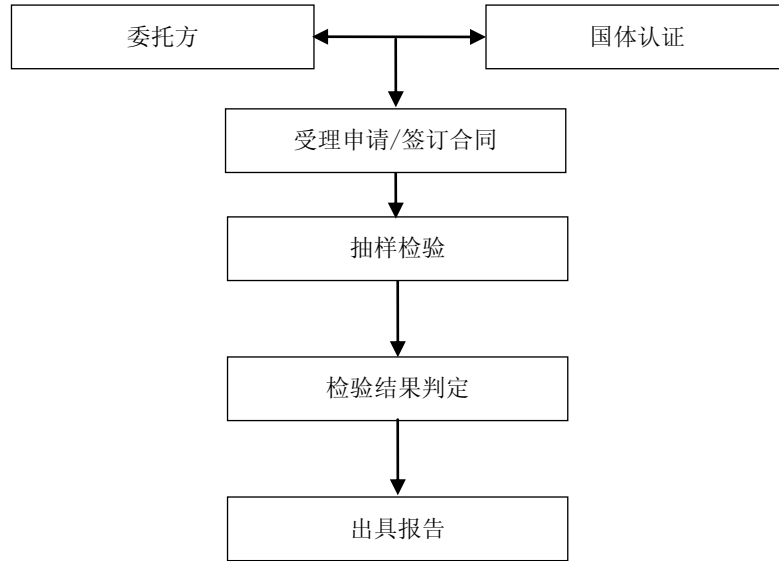 委托方
国体认证
受理申请/签订合同
抽样检验
检验结果判定
出具报告